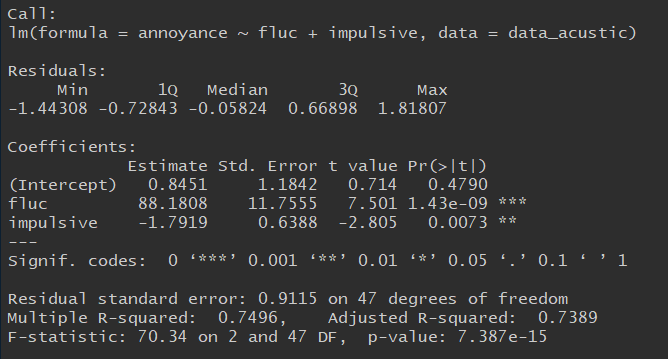 Call:
lm(formula = annoyance ~ fluc + impulsive, data = data_acustic)
Residuals:
Min 1Q Median 3Q Max
-1.44308 -0.72843 -0.05824 0.66898 1.81807
Coefficients:
Estimate Std. Error t value Pr(>|t|)
(Intercept) 0.8451 1.1842 0.714 0.4790
fluc 88.1808 11.7555 7.501 1.43e-09 ***
impulsive -1.7919 0.6388 -2.805 0.0073 **
---
Signif. codes: 0 ‘***’ 0.001 ‘**’ 0.01 ‘*’ 0.05 ‘.’ 0.1 ‘ ’ 1
Residual standard error: 0.9115 on 47 degrees of freedom
Multiple R-squared: 0.7496, Adjusted R-squared: 0.7389
F-statistic: 70.34 on 2 and 47 DF, p-value: 7.387e-15